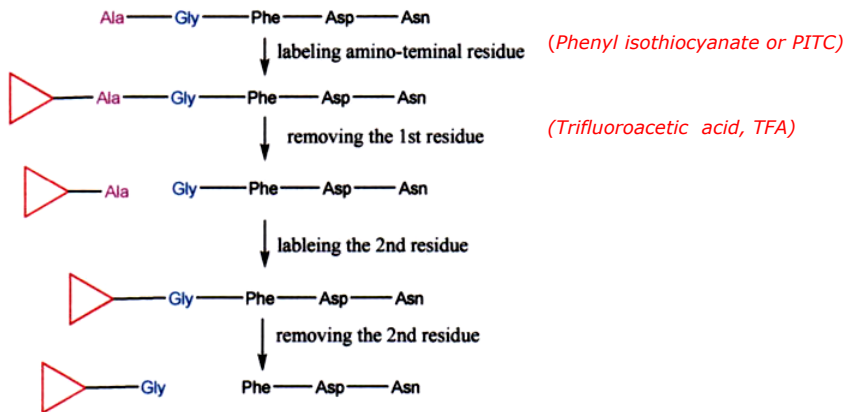 Ala Gly Phe Asp Asn
labeling amino-teminal residue (Phenyl isothiocyanate or PITC)
Ala Gly Phe Asp Asn
removing the 1st residue (Trifluoroacetic acid, TFA)
Ala Gly Phe Asp Asn
lableing the 2nd residue
Gly Phe Asp Asn
removing the 2nd residue
Gly Phe Asp Asn